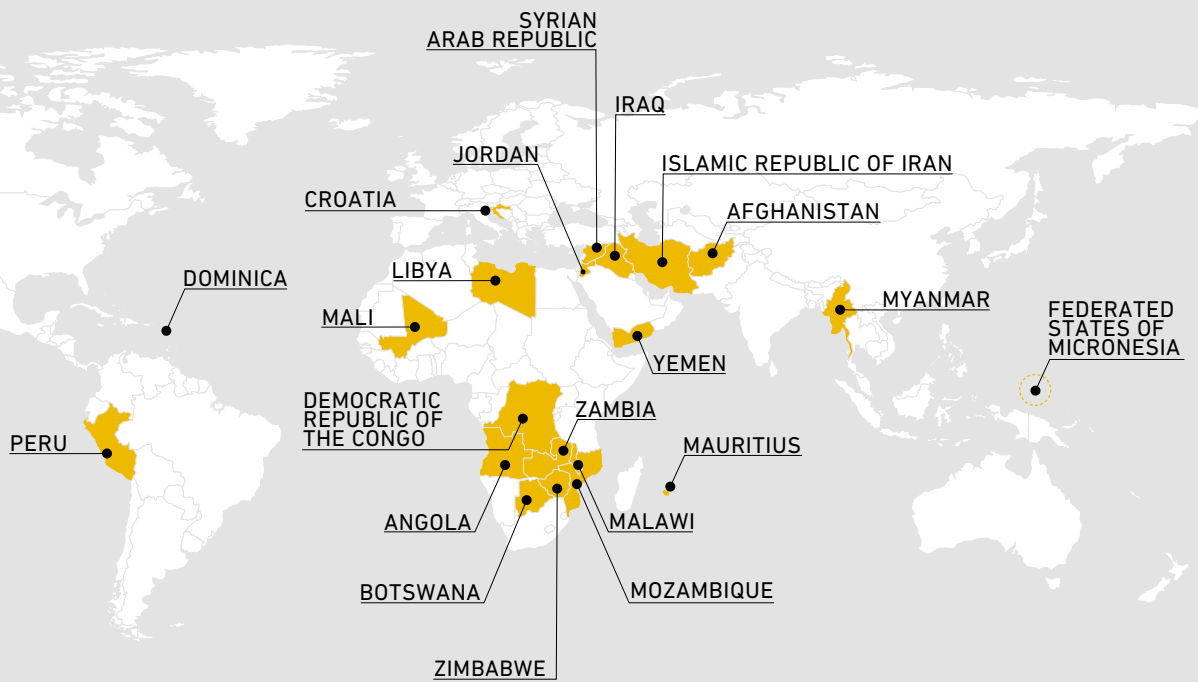 SYRIAN
ARAB REPUBLIC
IRAQ
JORDAN
ISLAMIC REPUBLIC OF IRAN
CROATIA
AFGHANISTAN
LIBYA
DOMINICA
MYANMAR
FEDERATED
STATES OF
MICRONESIA
MALI
YEMEN
DEMOCRATIC
REPUBLIC OF
THE CONGO
ZAMBIA
PERU
MAURITIUS
ANGOLA
MALAWI
BOTSWANA
MOZAMBIQUE
ZIMBABWE